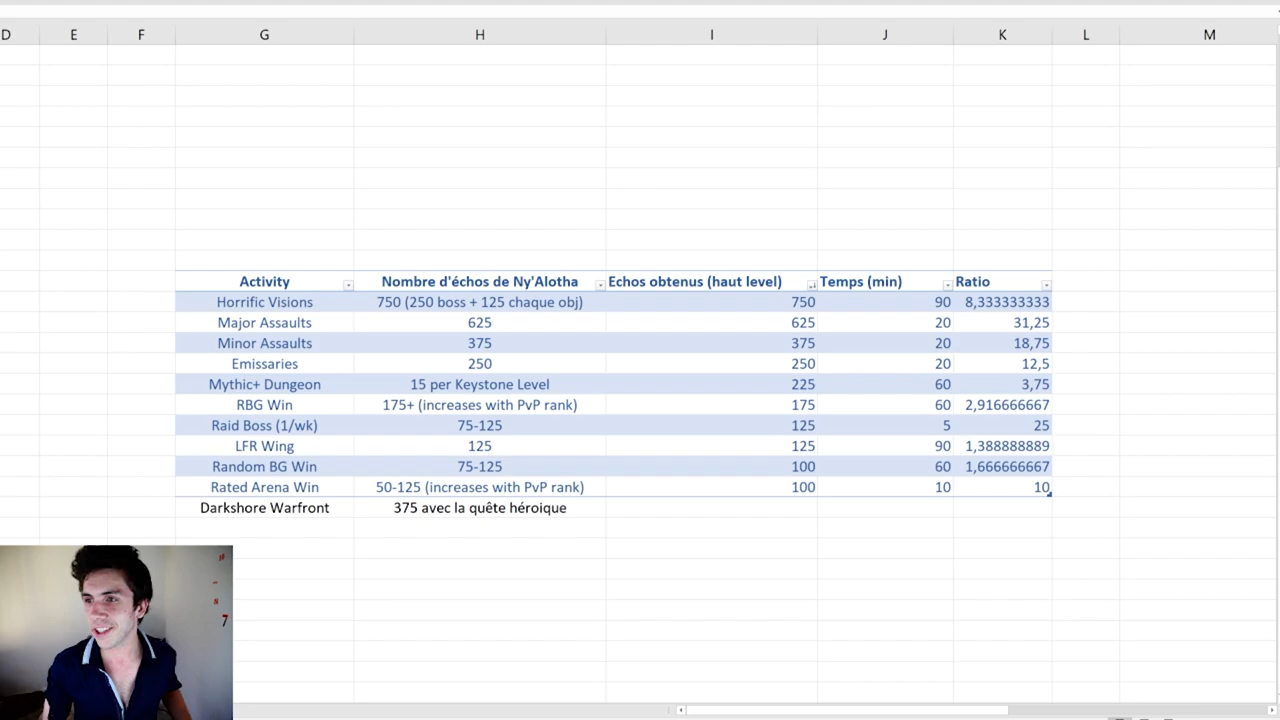 D E F G H I J K L M
Activity Nombre d'échos de Ny'Alotha Echos obtenus (haut level) Temps (min) Ratio
Horrific Visions 750 (250 boss + 125 chaque obj) 750 90 8,333333333
Major Assaults 625 625 20 31,25
Minor Assaults 375 375 20 18,75
Emissaries 250 250 20 12,5
Mythic+ Dungeon 15 per Keystone Level 225 60 3,75
RBG Win 175+ (increases with PvP rank) 175 60 2,916666667
Raid Boss (1/wk) 75-125 125 5 25
LFR Wing 125 125 90 1,388888889
Random BG Win 75-125 100 60 1,666666667
Rated Arena Win 50-125 (increases with PvP rank) 100 10 10
Darkshore Warfront 375 avec la quête héroique
7